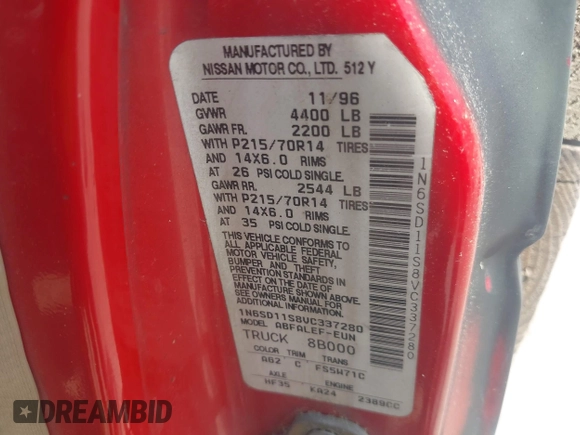 MANUFACTURED BY
NISSAN MOTOR CO., LTD. 512 Y
DATE 11/96
GVWR 4400 LB
GAWR FR. 2200 LB
WITH P215/70R14 TIRES
AND 14X6.0 RIMS
AT 26 PSI COLD SINGLE.
GAWR RR. 2544 LB
WITH P215/70R14 TIRES
AND 14X6.0 RIMS
AT 35 PSI COLD SINGLE.
THIS VEHICLE CONFORMS TO
ALL APPLICABLE FEDERAL
MOTOR VEHICLE SAFETY,
BUMPER AND THEFT
PREVENTION STANDARDS IN
EFFECT ON THE DATE OF
MANUFACTURE SHOWN ABOVE.
SEE OWNERS MANUAL FOR
ADDITIONAL INFORMATION.
1N6SD11S8VC337280
MODEL ABFALEF-EUN
TRUCK 8B000
COLOR TRIM TRANS
A62 C FS5W71C
AXLE ENGINE
HF35 KA24 2389CC
1N6SD11S8VC337280
DREAMBID